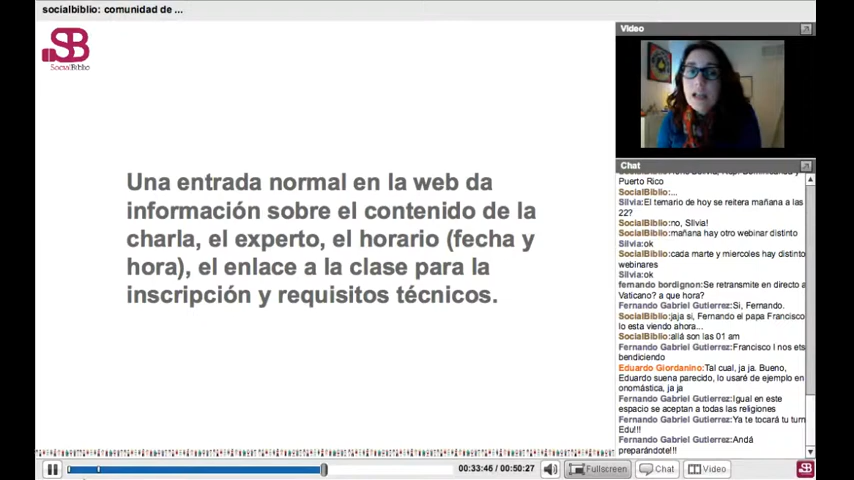 socialbiblio: comunidad de ...
SB
SocialBiblio
Una entrada normal en la web da
información sobre el contenido de la
charla, el experto, el horario (fecha y
hora), el enlace a la clase para la
inscripción y requisitos técnicos.
Video
Chat
Puerto Rico
SocialBiblio:...
Silvia:El temario de hoy se reitera mañana a las
22?
SocialBiblio:no, Silvia!
SocialBiblio:mañana hay otro webinar distinto
Silvia:ok
SocialBiblio:cada marte y miercoles hay distinto
webinares
Silvia:ok
fernando bordignon:Se retransmite en directo a
Vaticano? a que hora?
Fernando Gabriel Gutierrez:Si, Fernando.
SocialBiblio:jaja si, Fernando el papa Francisco
lo esta viendo ahora...
SocialBiblio:allá son las 01 am
Fernando Gabriel Gutierrez:Francisco I nos ets
bendiciendo
Eduardo Giordanino:Tal cual, ja ja. Bueno,
Eduardo suena parecido, lo usaré de ejemplo en
onomástica, ja ja
Fernando Gabriel Gutierrez:Igual en este
espacio se aceptan a todas las religiones
Fernando Gabriel Gutierrez:Ya te tocará tu turn
Edu!!!
Fernando Gabriel Gutierrez:Andá
preparándote!!!
00:33:46 / 00:50:27
Fullscreen
Chat
Video
SB